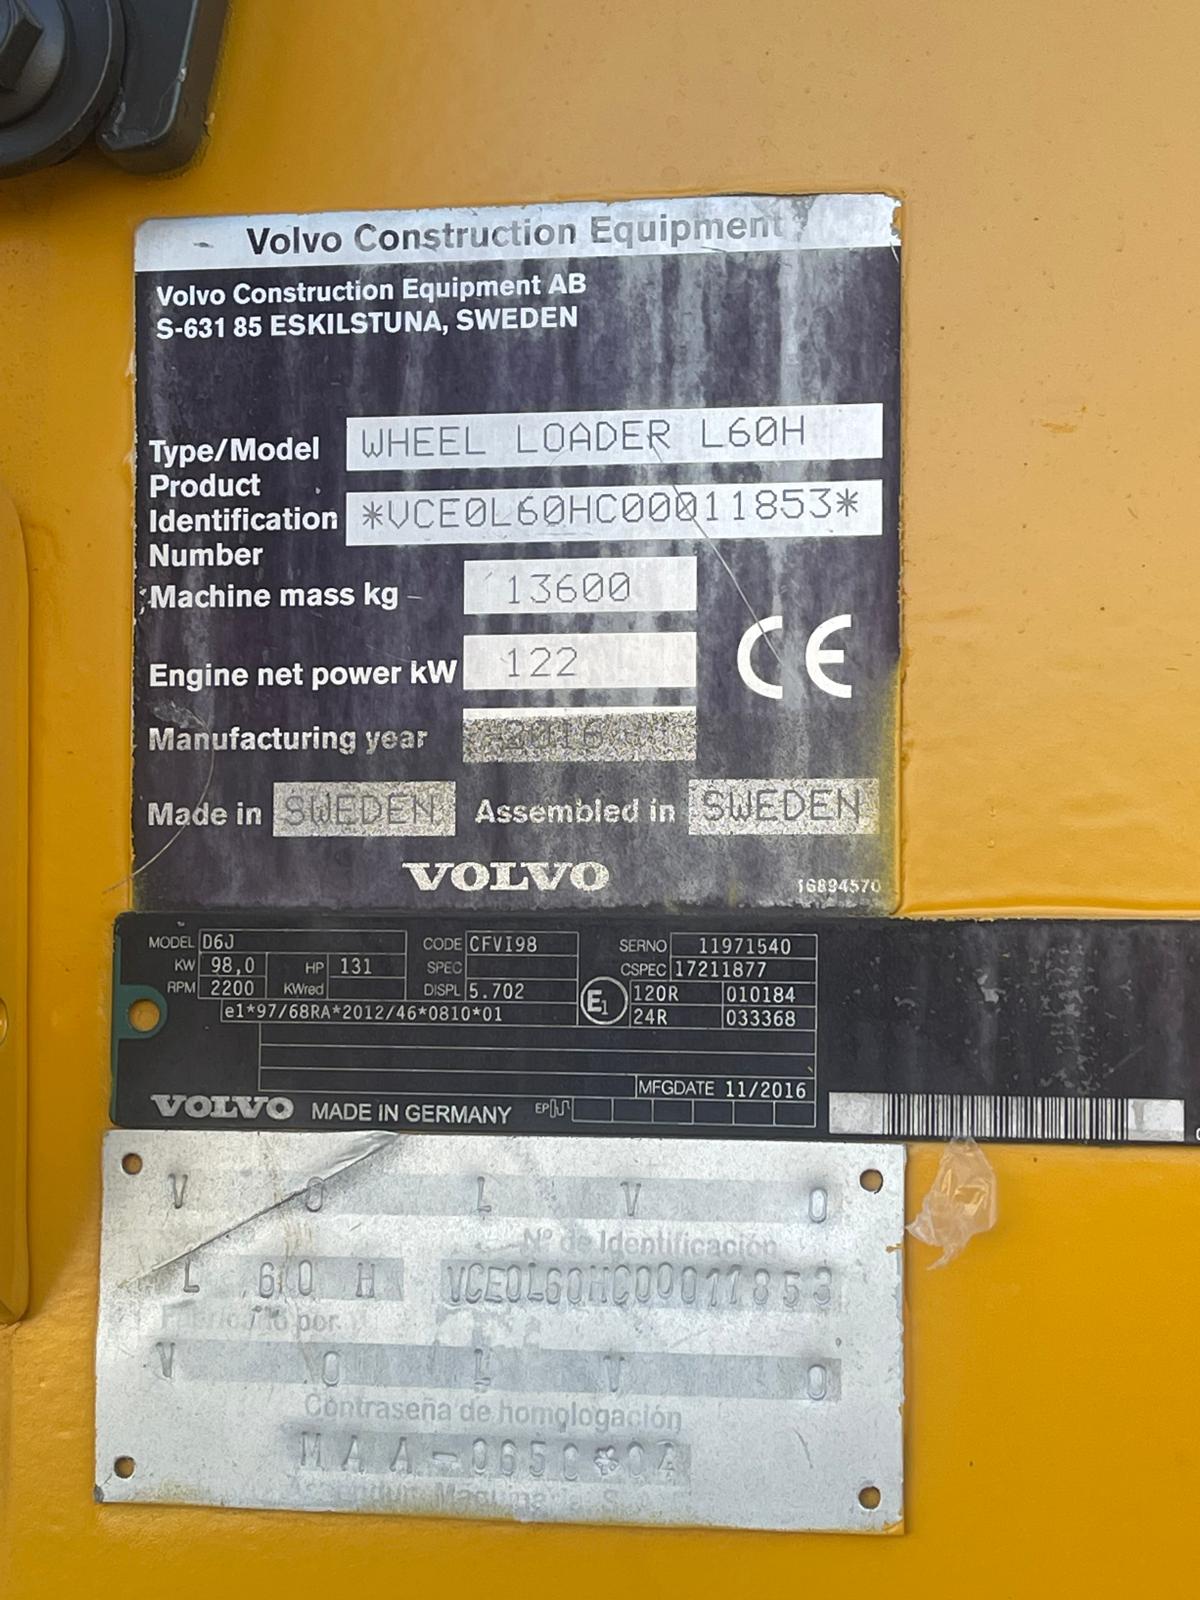 Volvo Construction Equipment
Volvo Construction Equipment AB
S-631 85 ESKILSTUNA, SWEDEN
Type/Model WHEEL LOADER L60H
Product
Identification *VCE0L60HC00011853*
Number
Machine mass kg 13600
Engine net power kW 122
CE
Manufacturing year 2016
Made in SWEDEN Assembled in SWEDEN
VOLVO 16894570
MODEL D6J CODE CFVI98 SERNO 11971540
KW 98,0 HP 131 SPEC CSPEC 17211877
RPM 2200 KWred DISPL 5.702 E1 120R 010184
e1*97/68RA*2012/46*0810*01 24R 033368
MFGDATE 11/2016
VOLVO MADE IN GERMANY EP
V O L V O
Nº de Identificación
L 60 H VCE0L60HC00011853
Fabricado por
V O L V O
Contraseña de homologación